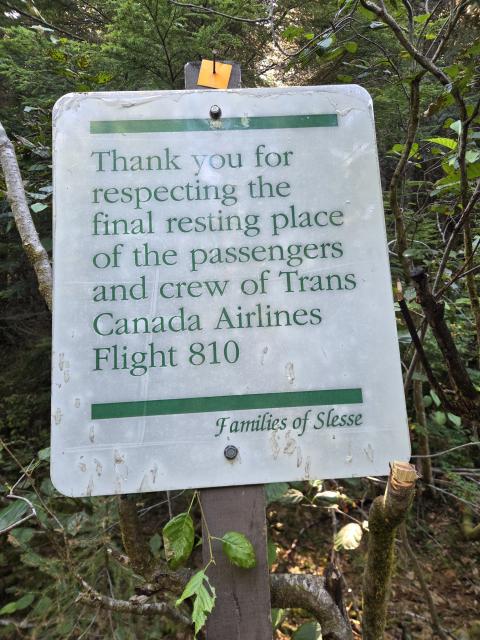 Thank you for
respecting the
final resting place
of the passengers
and crew of Trans
Canada Airlines
Flight 810
Families of Slesse